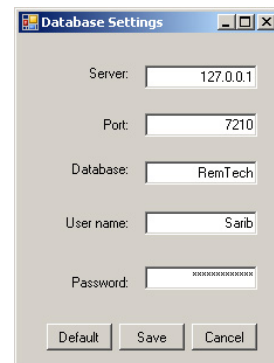 Database Settings
Server: 127.0.0.1
Port: 7210
Database: RemTech
User name: Sarib
Password: ************
Default Save Cancel